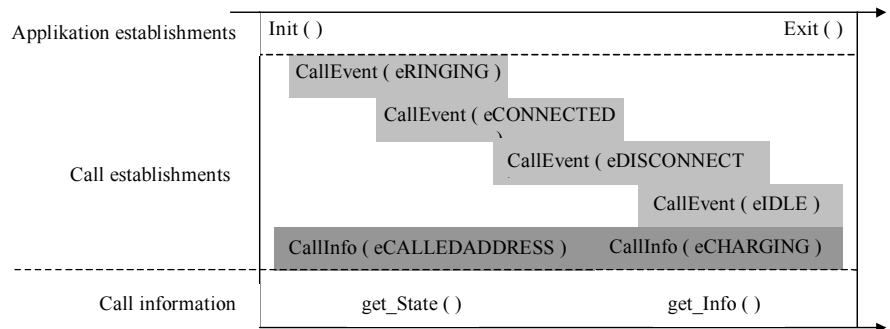 Applikation establishments
Init ( )
Exit ( )
CallEvent ( eRINGING )
CallEvent ( eCONNECTED
)
CallEvent ( eDISCONNECT
Call establishments
CallEvent ( eIDLE )
CallInfo ( eCALLEDADDRESS )
CallInfo ( eCHARGING )
Call information
get_State ( )
get_Info ( )